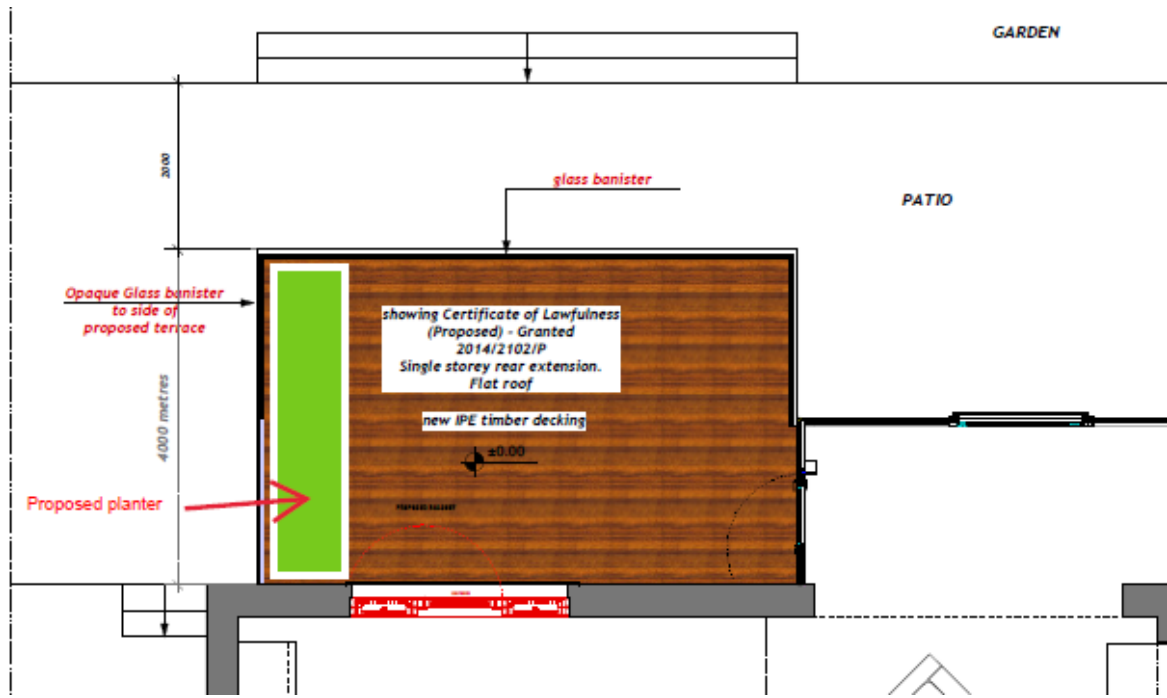 GARDEN
glass banister
2000
PATIO
Opaque Glass banister
to side of
proposed terrace
showing Certificate of Lawfulness
(Proposed) - Granted
2014/2102/P
Single storey rear extension.
Flat roof
new IPE timber decking
4000 metres
±0.00
Proposed planter